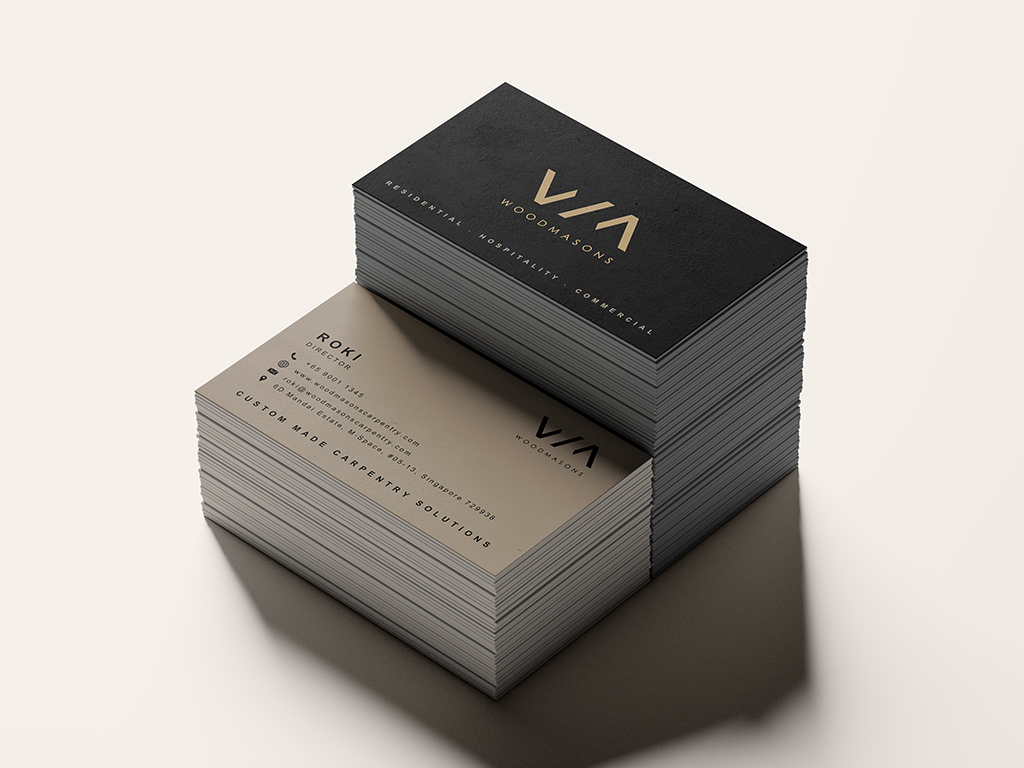 WOODMASONS
RESIDENTIAL . HOSPITALITY . COMMERCIAL
ROKI
DIRECTOR
+65 9001 1345
www.woodmasonscarpentry.com
roki@woodmasonscarpentry.com
6D Mandai Estate, M-Space, #05-13, Singapore 729938
CUSTOM MADE CARPENTRY SOLUTIONS
WOODMASONS